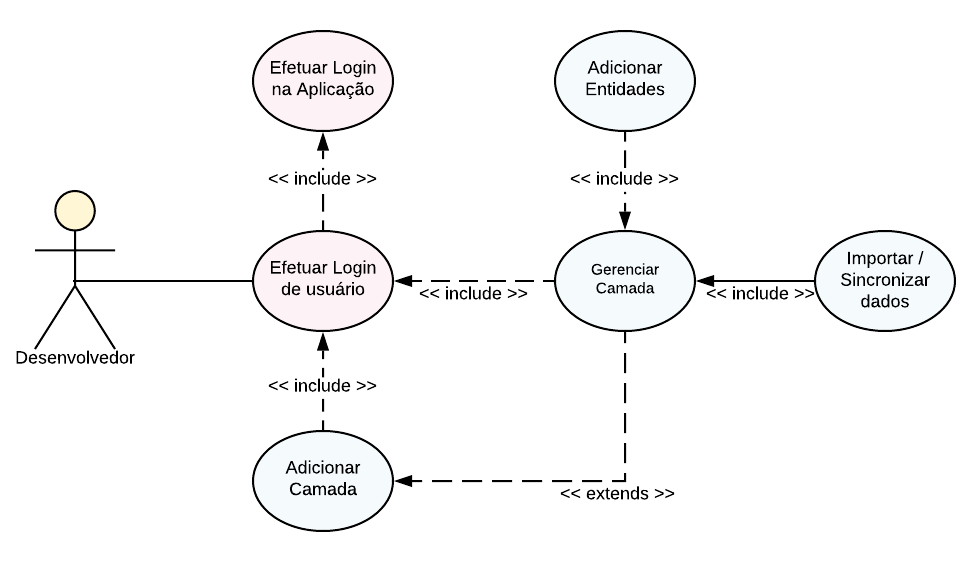 Efetuar Login
na Aplicação
Adicionar
Entidades
<< include >>
<< include >>
Desenvolvedor
Efetuar Login
de usuário
<< include >>
Gerenciar
Camada
<< include >>
Importar /
Sincronizar
dados
<< include >>
Adicionar
Camada
<< extends >>